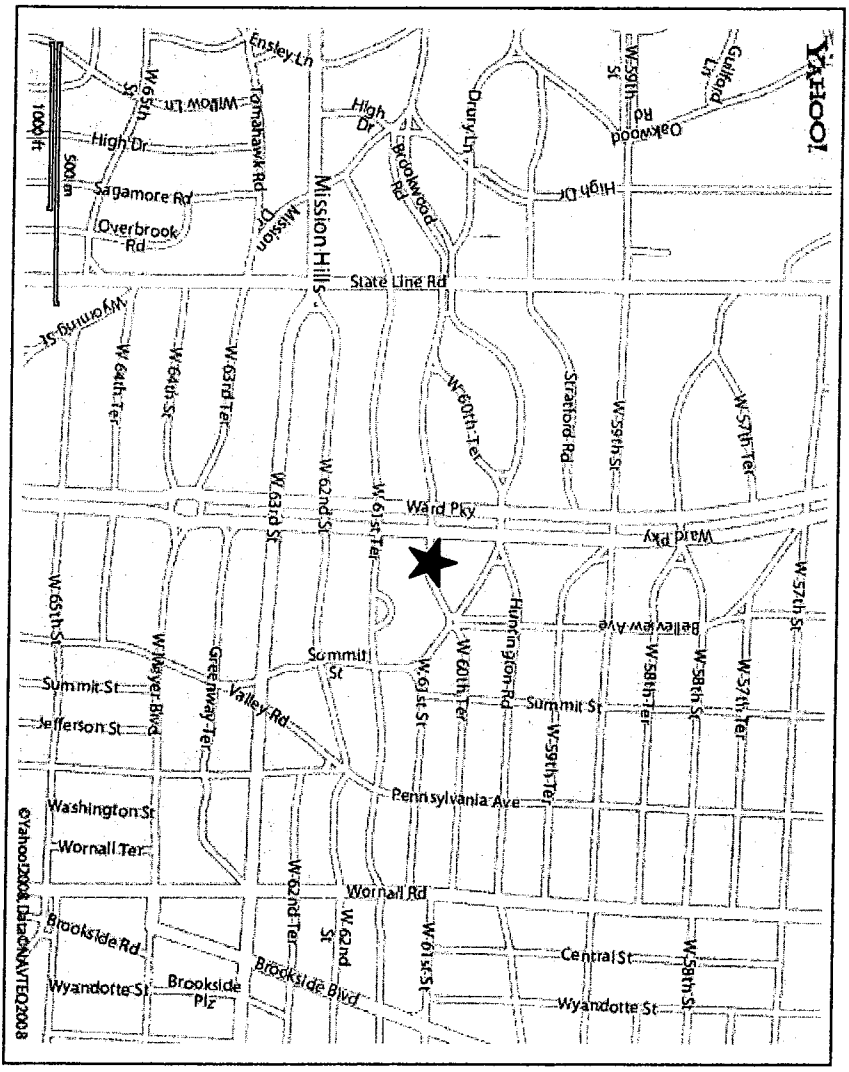 YAHOO!
Ensley Ln
W 65th
St
Willow Ln
Tomahawk Rd
High Dr
Sagamore Rd
Overbrook
Rd
Mission
Dr
Mission Hills
High
Dr
Brookwood
Rd
Drury Ln
W 59th
St
Guilford
Ln
Oakwood
Rd
High Dr
1000 ft
500 m
State Line Rd
Wyoming St
W 64th Ter
W 64th St
W 63rd Ter
W 60th Ter
Stratford Rd
W 59th St
W 57th Ter
W 63rd St
W 62nd St
W 61st Ter
Ward Pky
Ward Pky
W 57th St
W 65th St
W Meyer Blvd
Greenway Ter
Summit
St
Huntington Rd
Belleview Ave
Summit St
Valley Rd
W 61st St
W 60th Ter
Summit St
W 58th Ter
W 58th St
W 57th Ter
Jefferson St
W 59th Ter
Pennsylvania Ave
Washington St
Wornall Ter
Wornall Rd
W 62nd Ter
W 62nd
St
W 61st St
Brookside Rd
Central St
W 58th St
Wyandotte St
Brookside
Plz
Brookside Blvd
Wyandotte St
©Yahoo!2008, Data©NAVTEQ2008